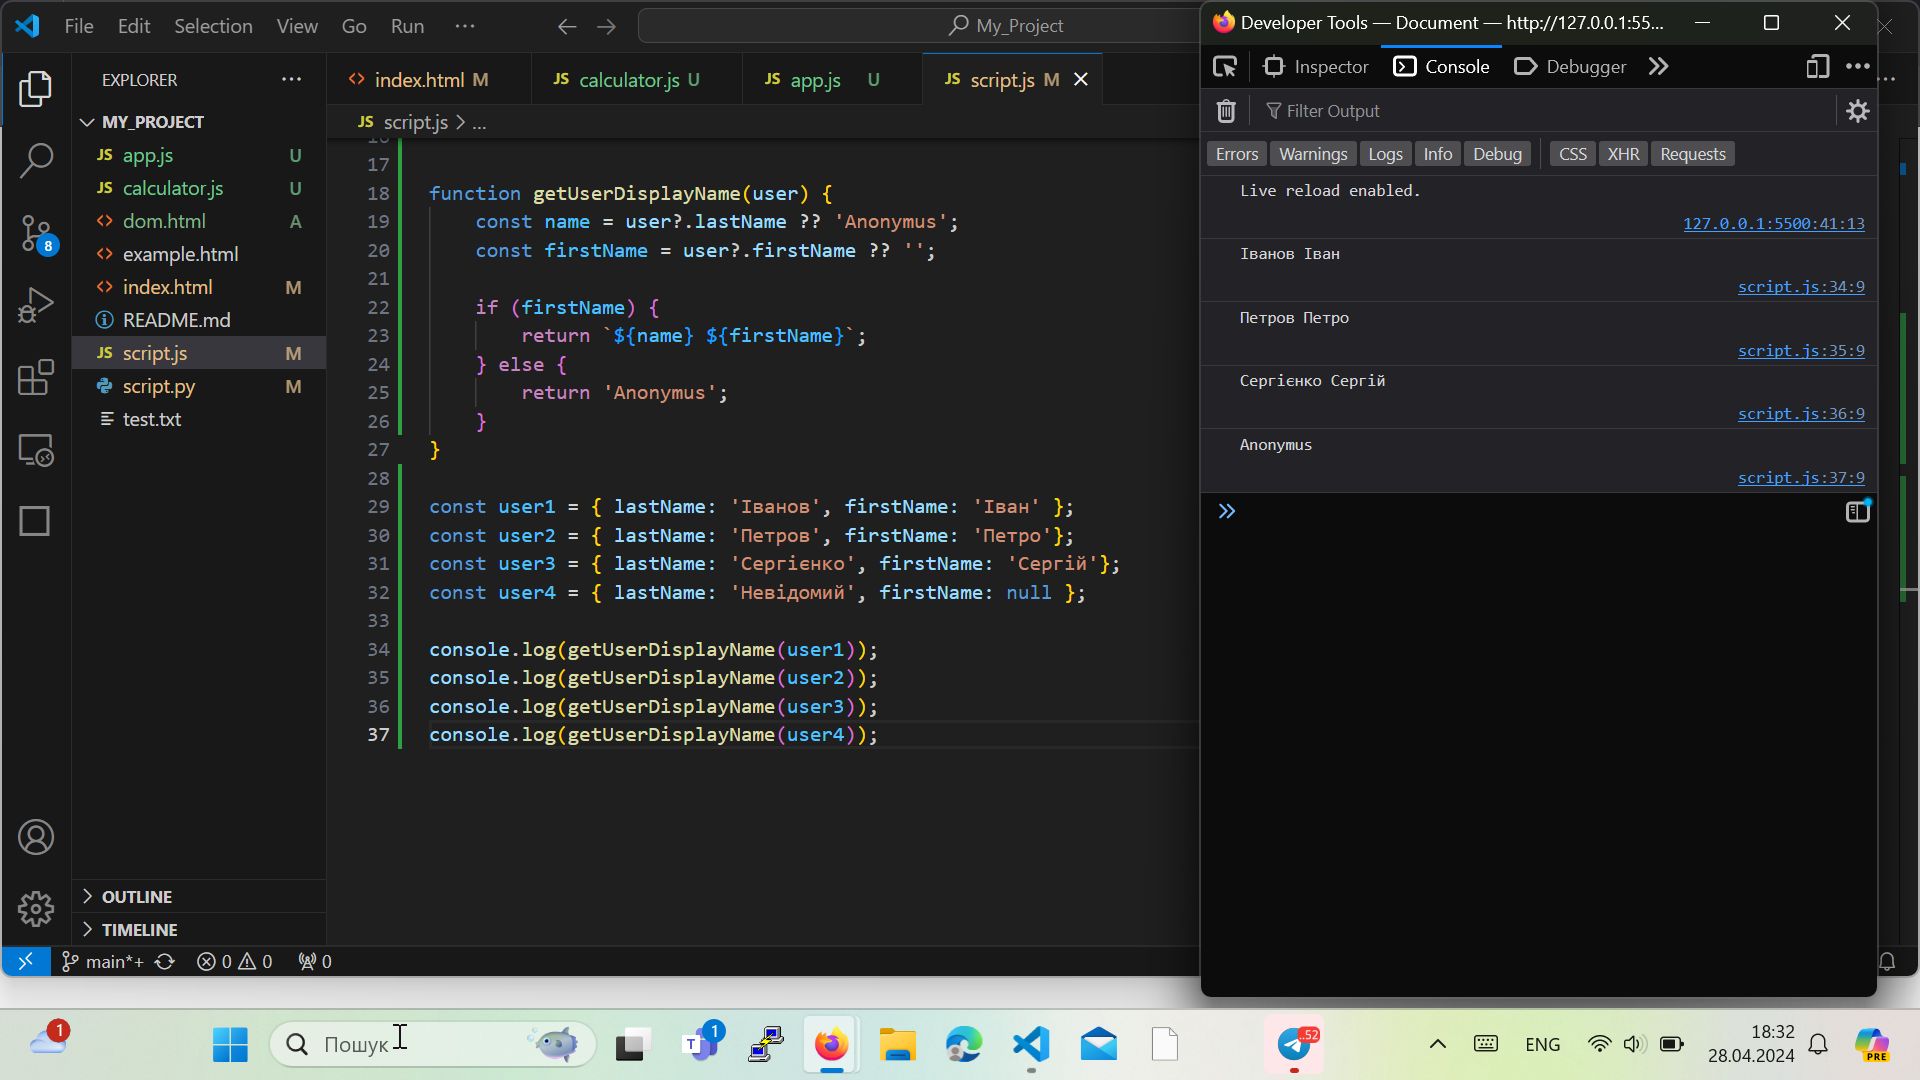 File Edit Selection View Go Run ···
My_Project
EXPLORER
MY_PROJECT
JS app.js U
JS calculator.js U
<> dom.html A
<> example.html
<> index.html M
README.md
JS script.js M
script.py M
test.txt
OUTLINE
TIMELINE
8
<> index.html M
JS calculator.js U
JS app.js U
JS script.js M
JS script.js > ...
17
18 function getUserDisplayName(user) {
19 const name = user?.lastName ?? 'Anonymus';
20 const firstName = user?.firstName ?? '';
21
22 if (firstName) {
23 return `${name} ${firstName}`;
24 } else {
25 return 'Anonymus';
26 }
27 }
28
29 const user1 = { lastName: 'Іванов', firstName: 'Іван' };
30 const user2 = { lastName: 'Петров', firstName: 'Петро'};
31 const user3 = { lastName: 'Сергієнко', firstName: 'Сергій'};
32 const user4 = { lastName: 'Невідомий', firstName: null };
33
34 console.log(getUserDisplayName(user1));
35 console.log(getUserDisplayName(user2));
36 console.log(getUserDisplayName(user3));
37 console.log(getUserDisplayName(user4));
main*+ 0 0 0
Developer Tools — Document — http://127.0.0.1:55...
Inspector Console Debugger
Filter Output
Errors Warnings Logs Info Debug CSS XHR Requests
Live reload enabled.
127.0.0.1:5500:41:13
Іванов Іван
script.js:34:9
Петров Петро
script.js:35:9
Сергієнко Сергій
script.js:36:9
Anonymus
script.js:37:9
1
Пошук
T 1
..52
ENG
18:32
28.04.2024
PRE